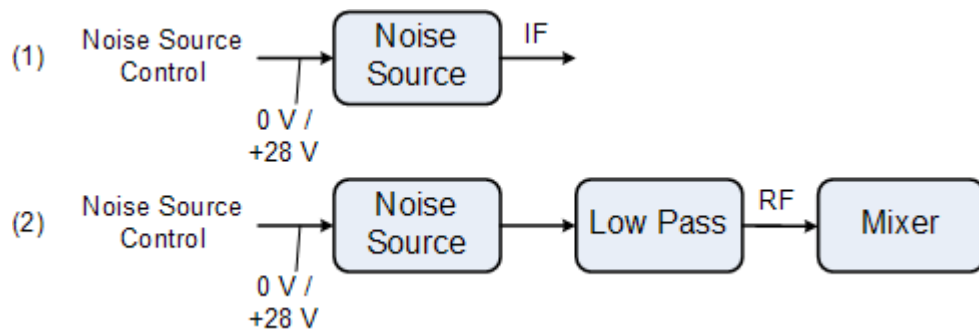 (1)
Noise Source
Control
0 V /
+28 V
Noise
Source
IF
(2)
Noise Source
Control
0 V /
+28 V
Noise
Source
Low Pass
RF
Mixer